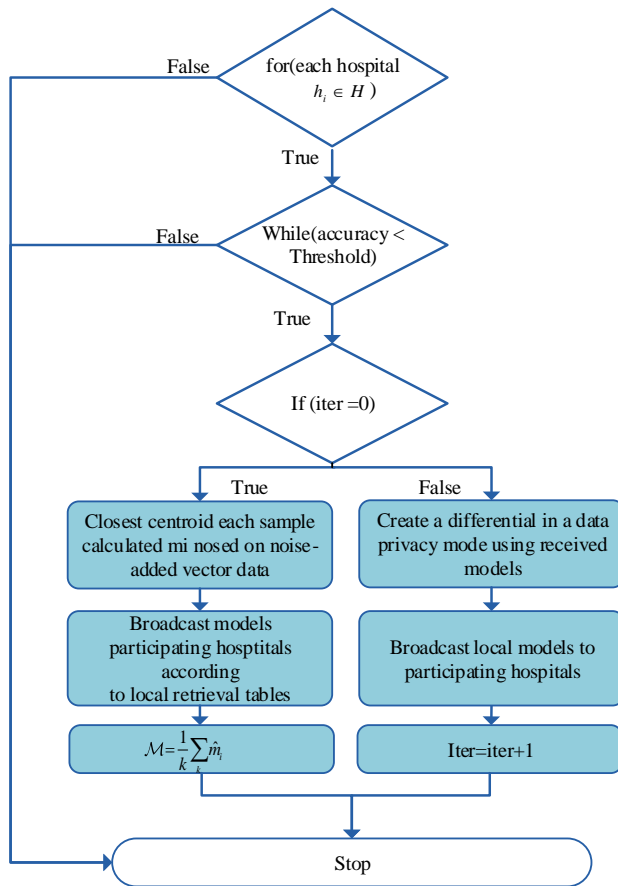 for(each hospital
h_i ∈ H )
False
True
While(accuracy <
Threshold)
False
True
If (iter =0)
True
False
Closest centroid each sample
calculated mi nosed on noise-
added vector data
Create a differential in a data
privacy mode using received
models
Broadcast models
participating hosptitals
according
to local retrieval tables
Broadcast local models to
participating hospitals
ℳ=1/k ∑_k m̂_i
Iter=iter+1
Stop